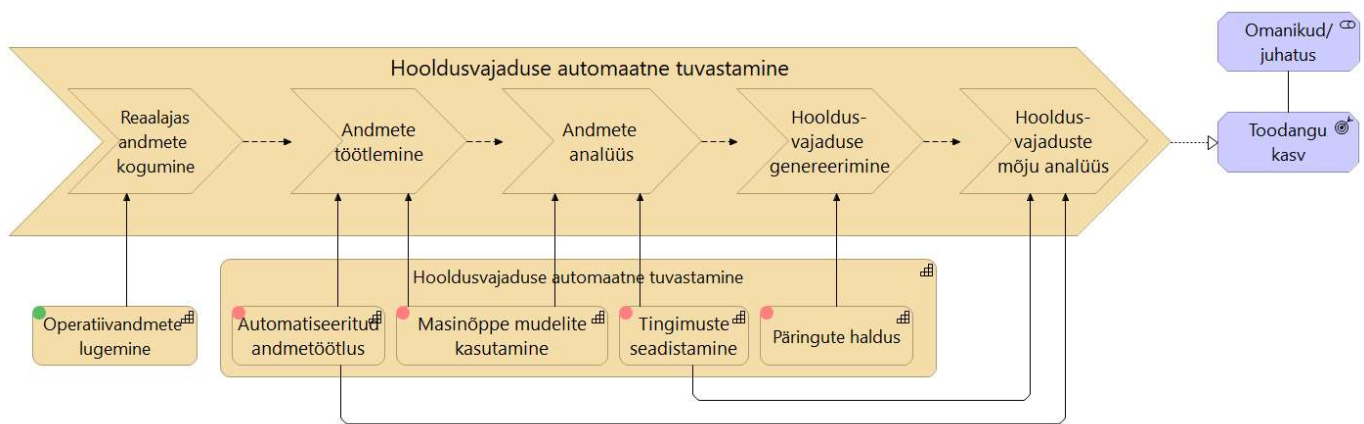 Omanikud/
juhatus
Hooldusvajaduse automaatne tuvastamine
Reaalajas
andmete
kogumine
Andmete
töötlemine
Andmete
analüüs
Hooldus-
vajaduse
genereerimine
Hooldus-
vajaduste
mõju analüüs
Toodangu
kasv
Hooldusvajaduse automaatne tuvastamine
Operatiivandmete
lugemine
Automatiseeritud
andmetöötlus
Masinõppe mudelite
kasutamine
Tingimuste
seadistamine
Päringute haldus